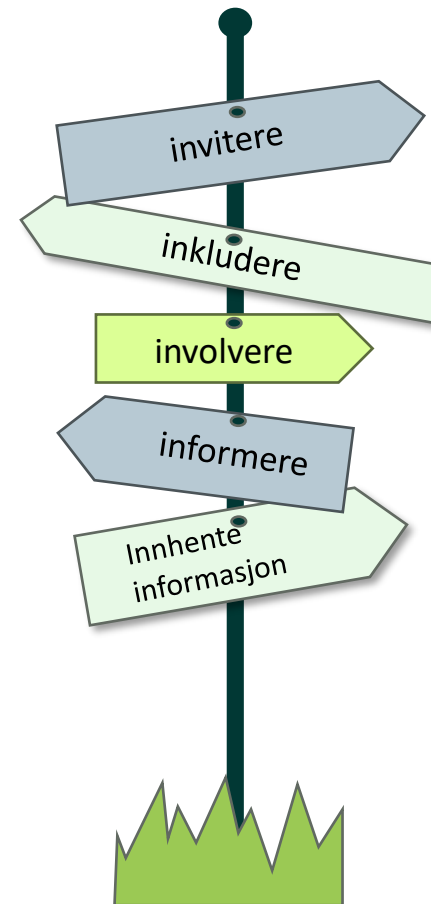 invitere
inkludere
involvere
informere
Innhente
informasjon